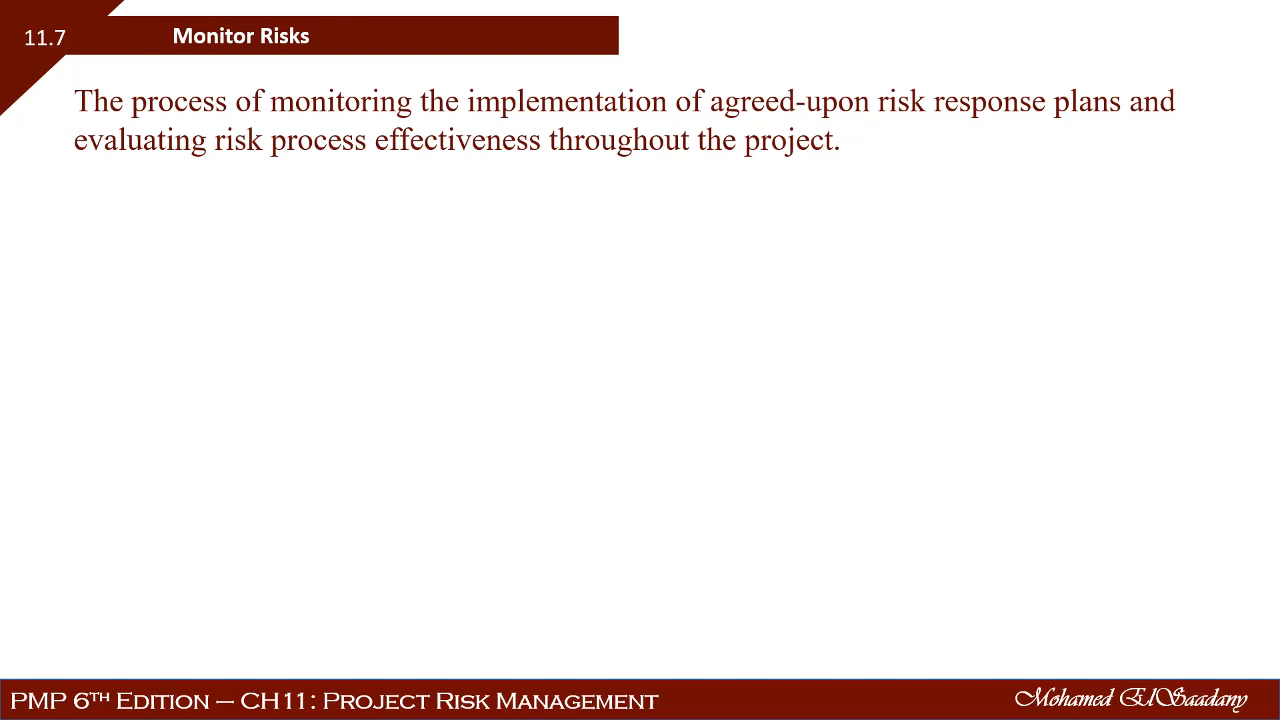 11.7
Monitor Risks
The process of monitoring the implementation of agreed-upon risk response plans and
evaluating risk process effectiveness throughout the project.
PMP 6TH EDITION – CH11: PROJECT RISK MANAGEMENT
Mohamed ElSaadany